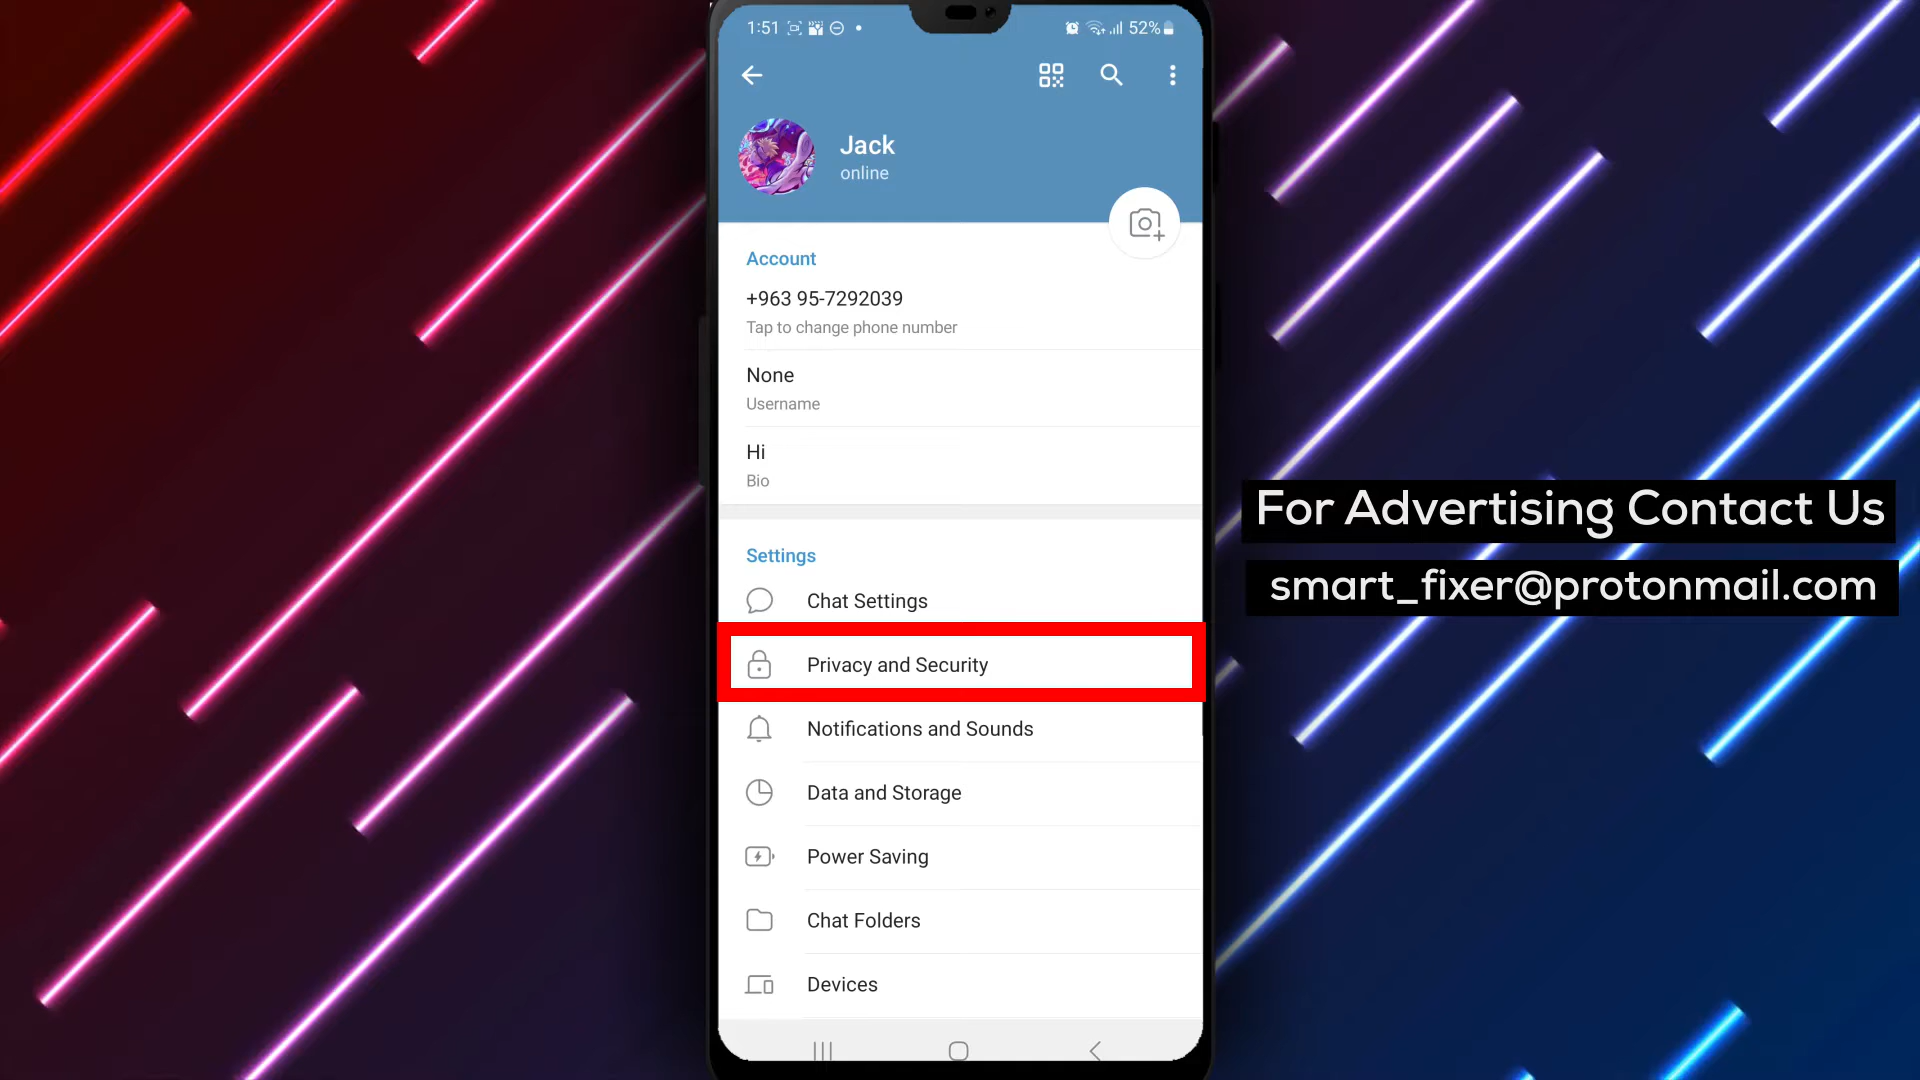 1:51
52%
Jack
online
Account
+963 95-7292039
Tap to change phone number
None
Username
Hi
Bio
Settings
Chat Settings
Privacy and Security
Notifications and Sounds
Data and Storage
Power Saving
Chat Folders
Devices
For Advertising Contact Us
smart_fixer@protonmail.com